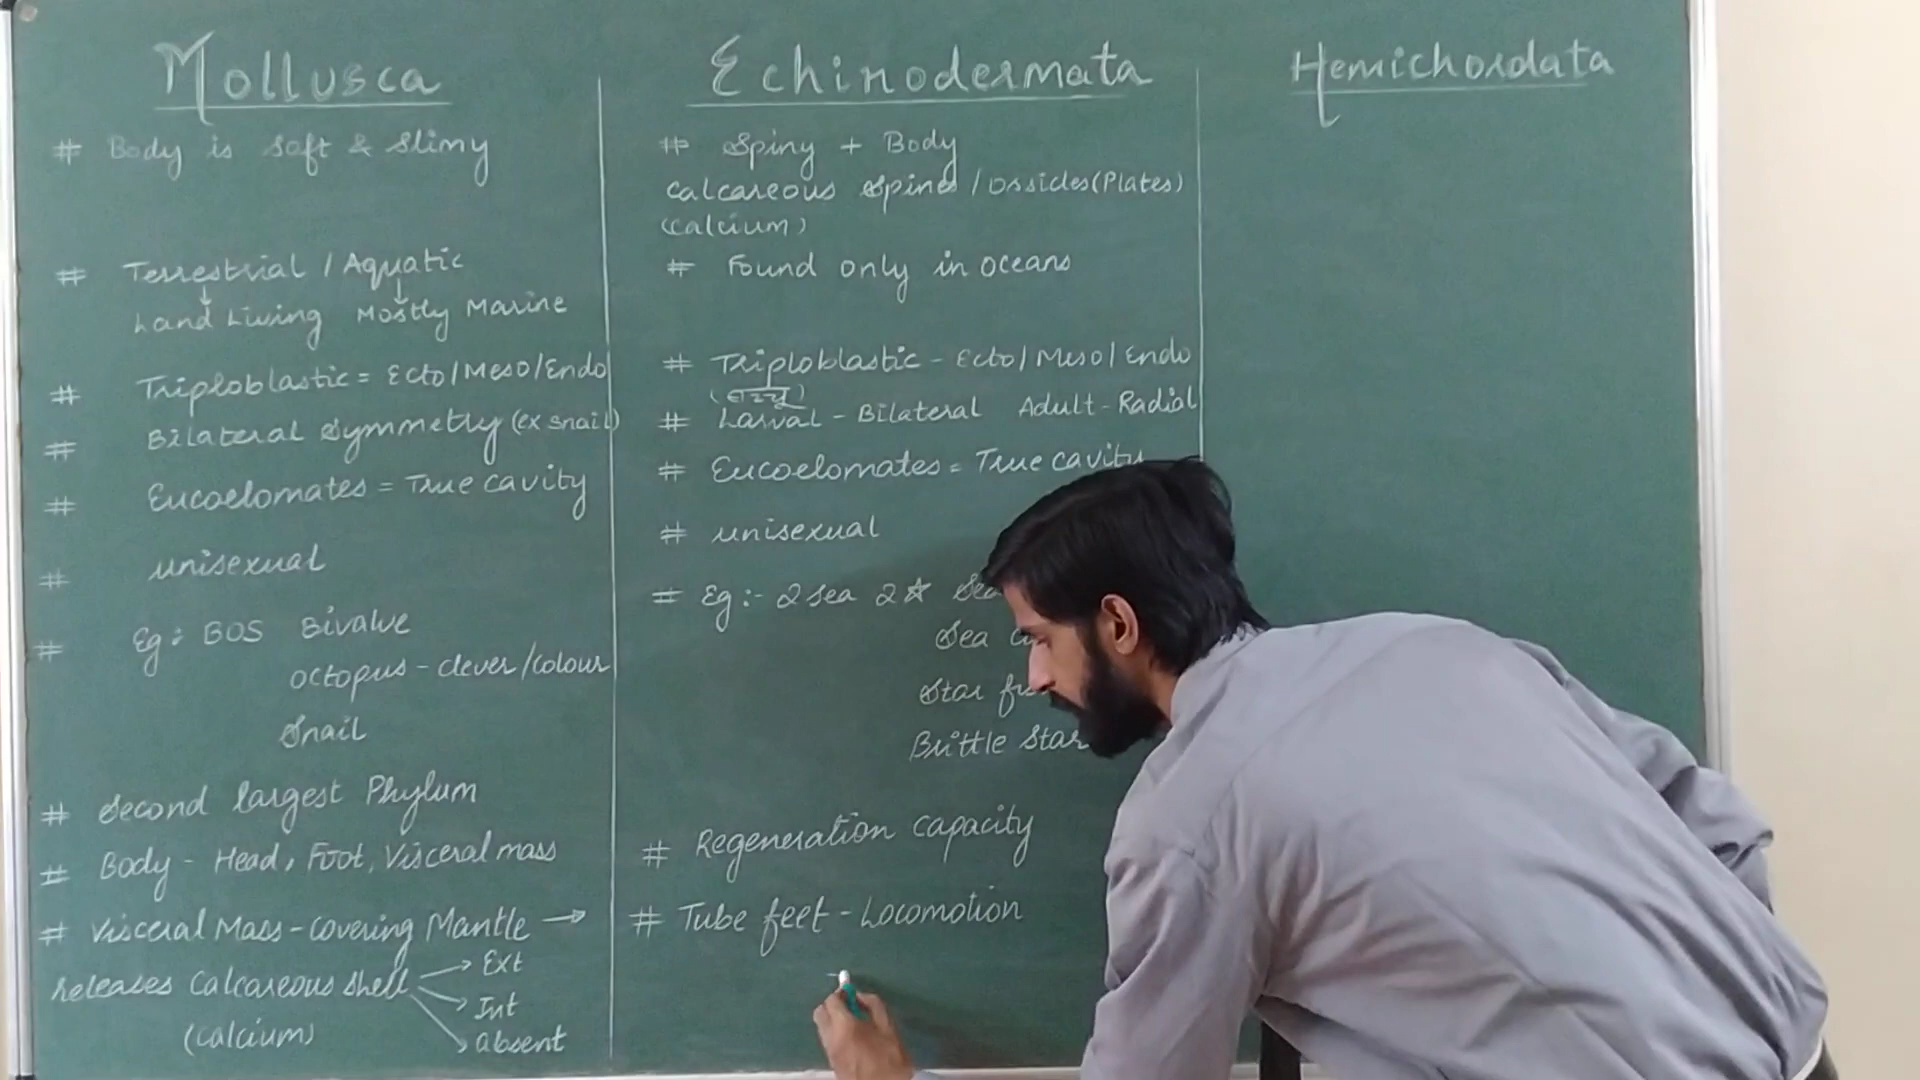 Mollusca
# Body is Soft & Slimy
# Terrestrial / Aquatic
Land Living Mostly Marine
# Triploblastic = Ecto/Meso/Endo
# Bilateral Symmetry (ex snail)
# Eucoelomates = True cavity
# unisexual
# Eg: BOS Bivalve
Octopus - clever/colour
Snail
# Second largest Phylum
# Body - Head, Foot, Visceral mass
# Visceral Mass - Covering Mantle →
releases Calcareous shell → Ext
→ Int
(calcium) → absent
Echinodermata
# Spiny + Body
Calcareous Spines / Ossicles (Plates)
(calcium)
# Found only in oceans
# Triploblastic - Ecto/Meso/Endo
# Larval - Bilateral Adult - Radial
# Eucoelomates = True cavity
# unisexual
# Eg:- 2 Sea 2☆ Sea
Sea
Star
Brittle Star
# Regeneration Capacity
# Tube feet - Locomotion
Hemichordata